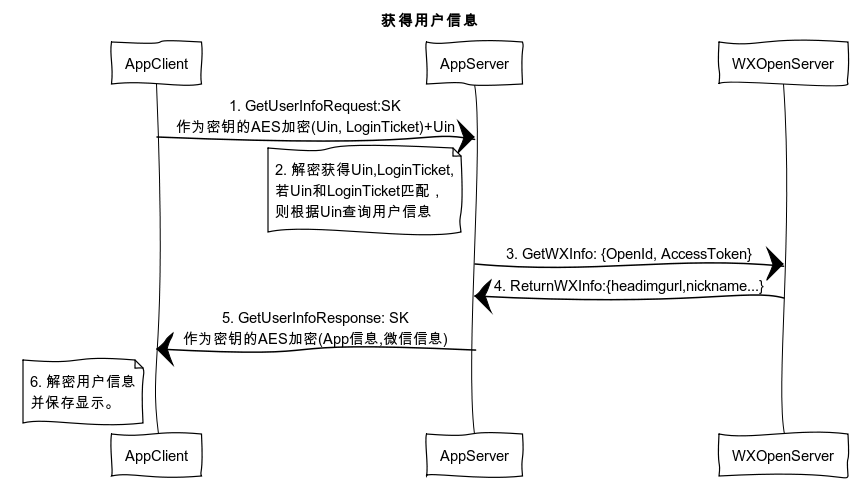 获得用户信息
AppClient
AppServer
WXOpenServer
1. GetUserInfoRequest:SK
作为密钥的AES加密(Uin, LoginTicket)+Uin
2. 解密获得Uin,LoginTicket,
若Uin和LoginTicket匹配，
则根据Uin查询用户信息
3. GetWXInfo: {OpenId, AccessToken}
4. ReturnWXInfo:{headimgurl,nickname...}
5. GetUserInfoResponse: SK
作为密钥的AES加密(App信息,微信信息)
6. 解密用户信息
并保存显示。
AppClient
AppServer
WXOpenServer